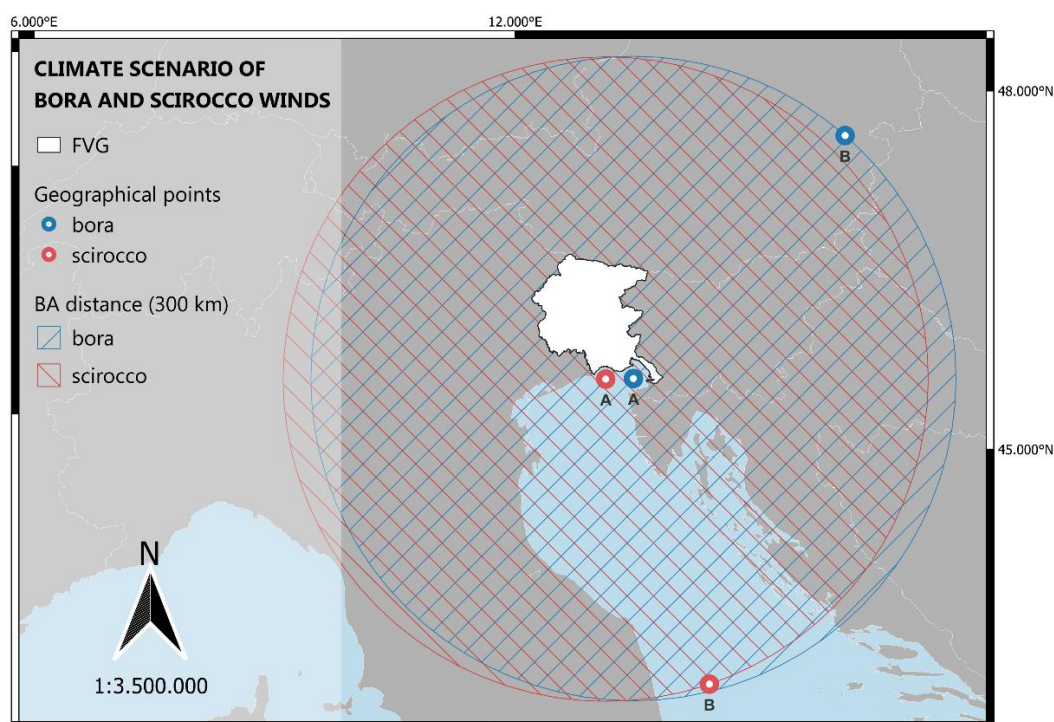 6.000°E 12.000°E
CLIMATE SCENARIO OF
BORA AND SCIROCCO WINDS
FVG
Geographical points
bora
scirocco
BA distance (300 km)
bora
scirocco
N
1:3.500.000
48.000°N
B
A A
45.000°N
B